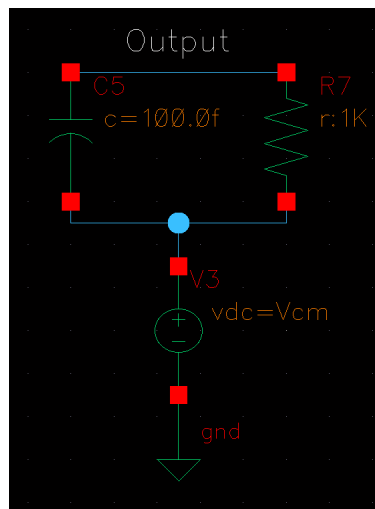 Output
C5
c=100.0f
R7
r:1K
V3
vdc=Vcm
gnd